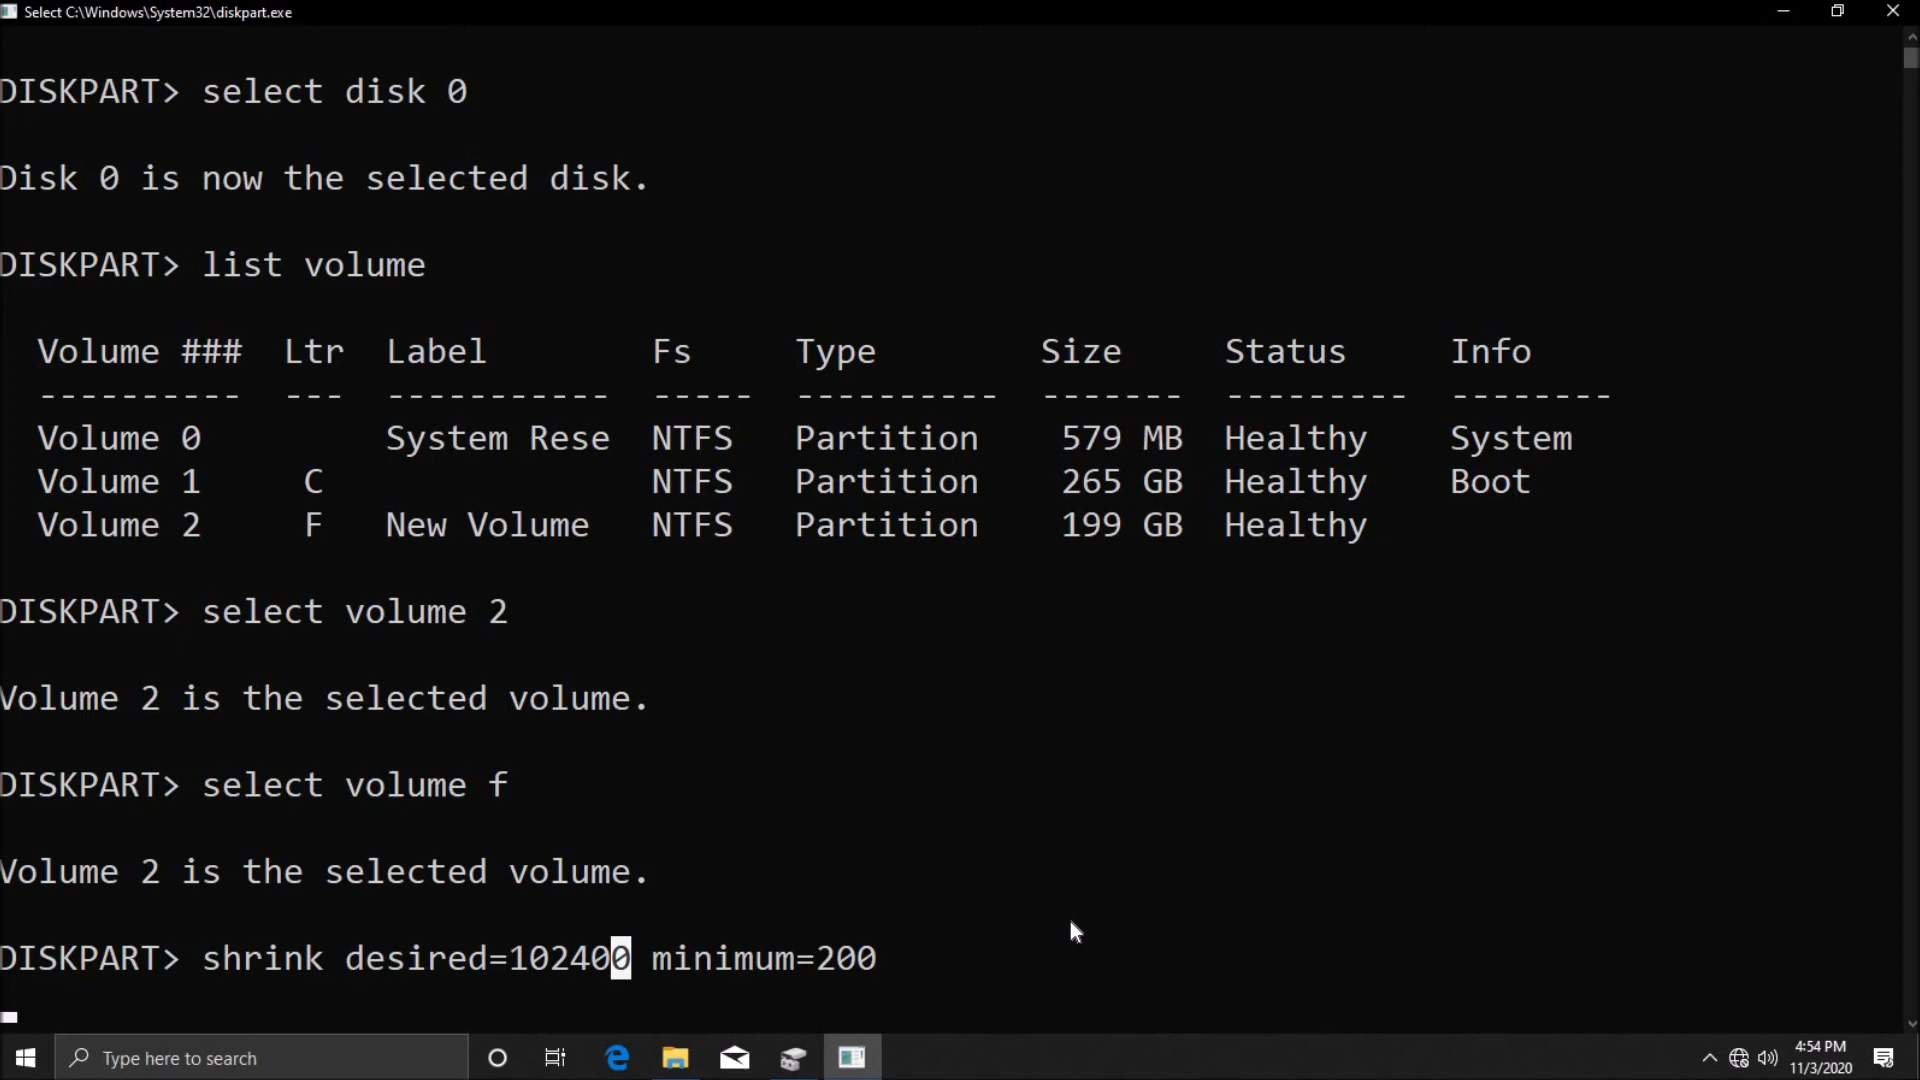 Select C:\Windows\System32\diskpart.exe
DISKPART> select disk 0
Disk 0 is now the selected disk.
DISKPART> list volume
Volume ### Ltr Label Fs Type Size Status Info
---------- --- ----------- ----- ---------- ------- --------- --------
Volume 0 System Rese NTFS Partition 579 MB Healthy System
Volume 1 C NTFS Partition 265 GB Healthy Boot
Volume 2 F New Volume NTFS Partition 199 GB Healthy
DISKPART> select volume 2
Volume 2 is the selected volume.
DISKPART> select volume f
Volume 2 is the selected volume.
DISKPART> shrink desired=102400 minimum=200
Type here to search
4:54 PM
11/3/2020